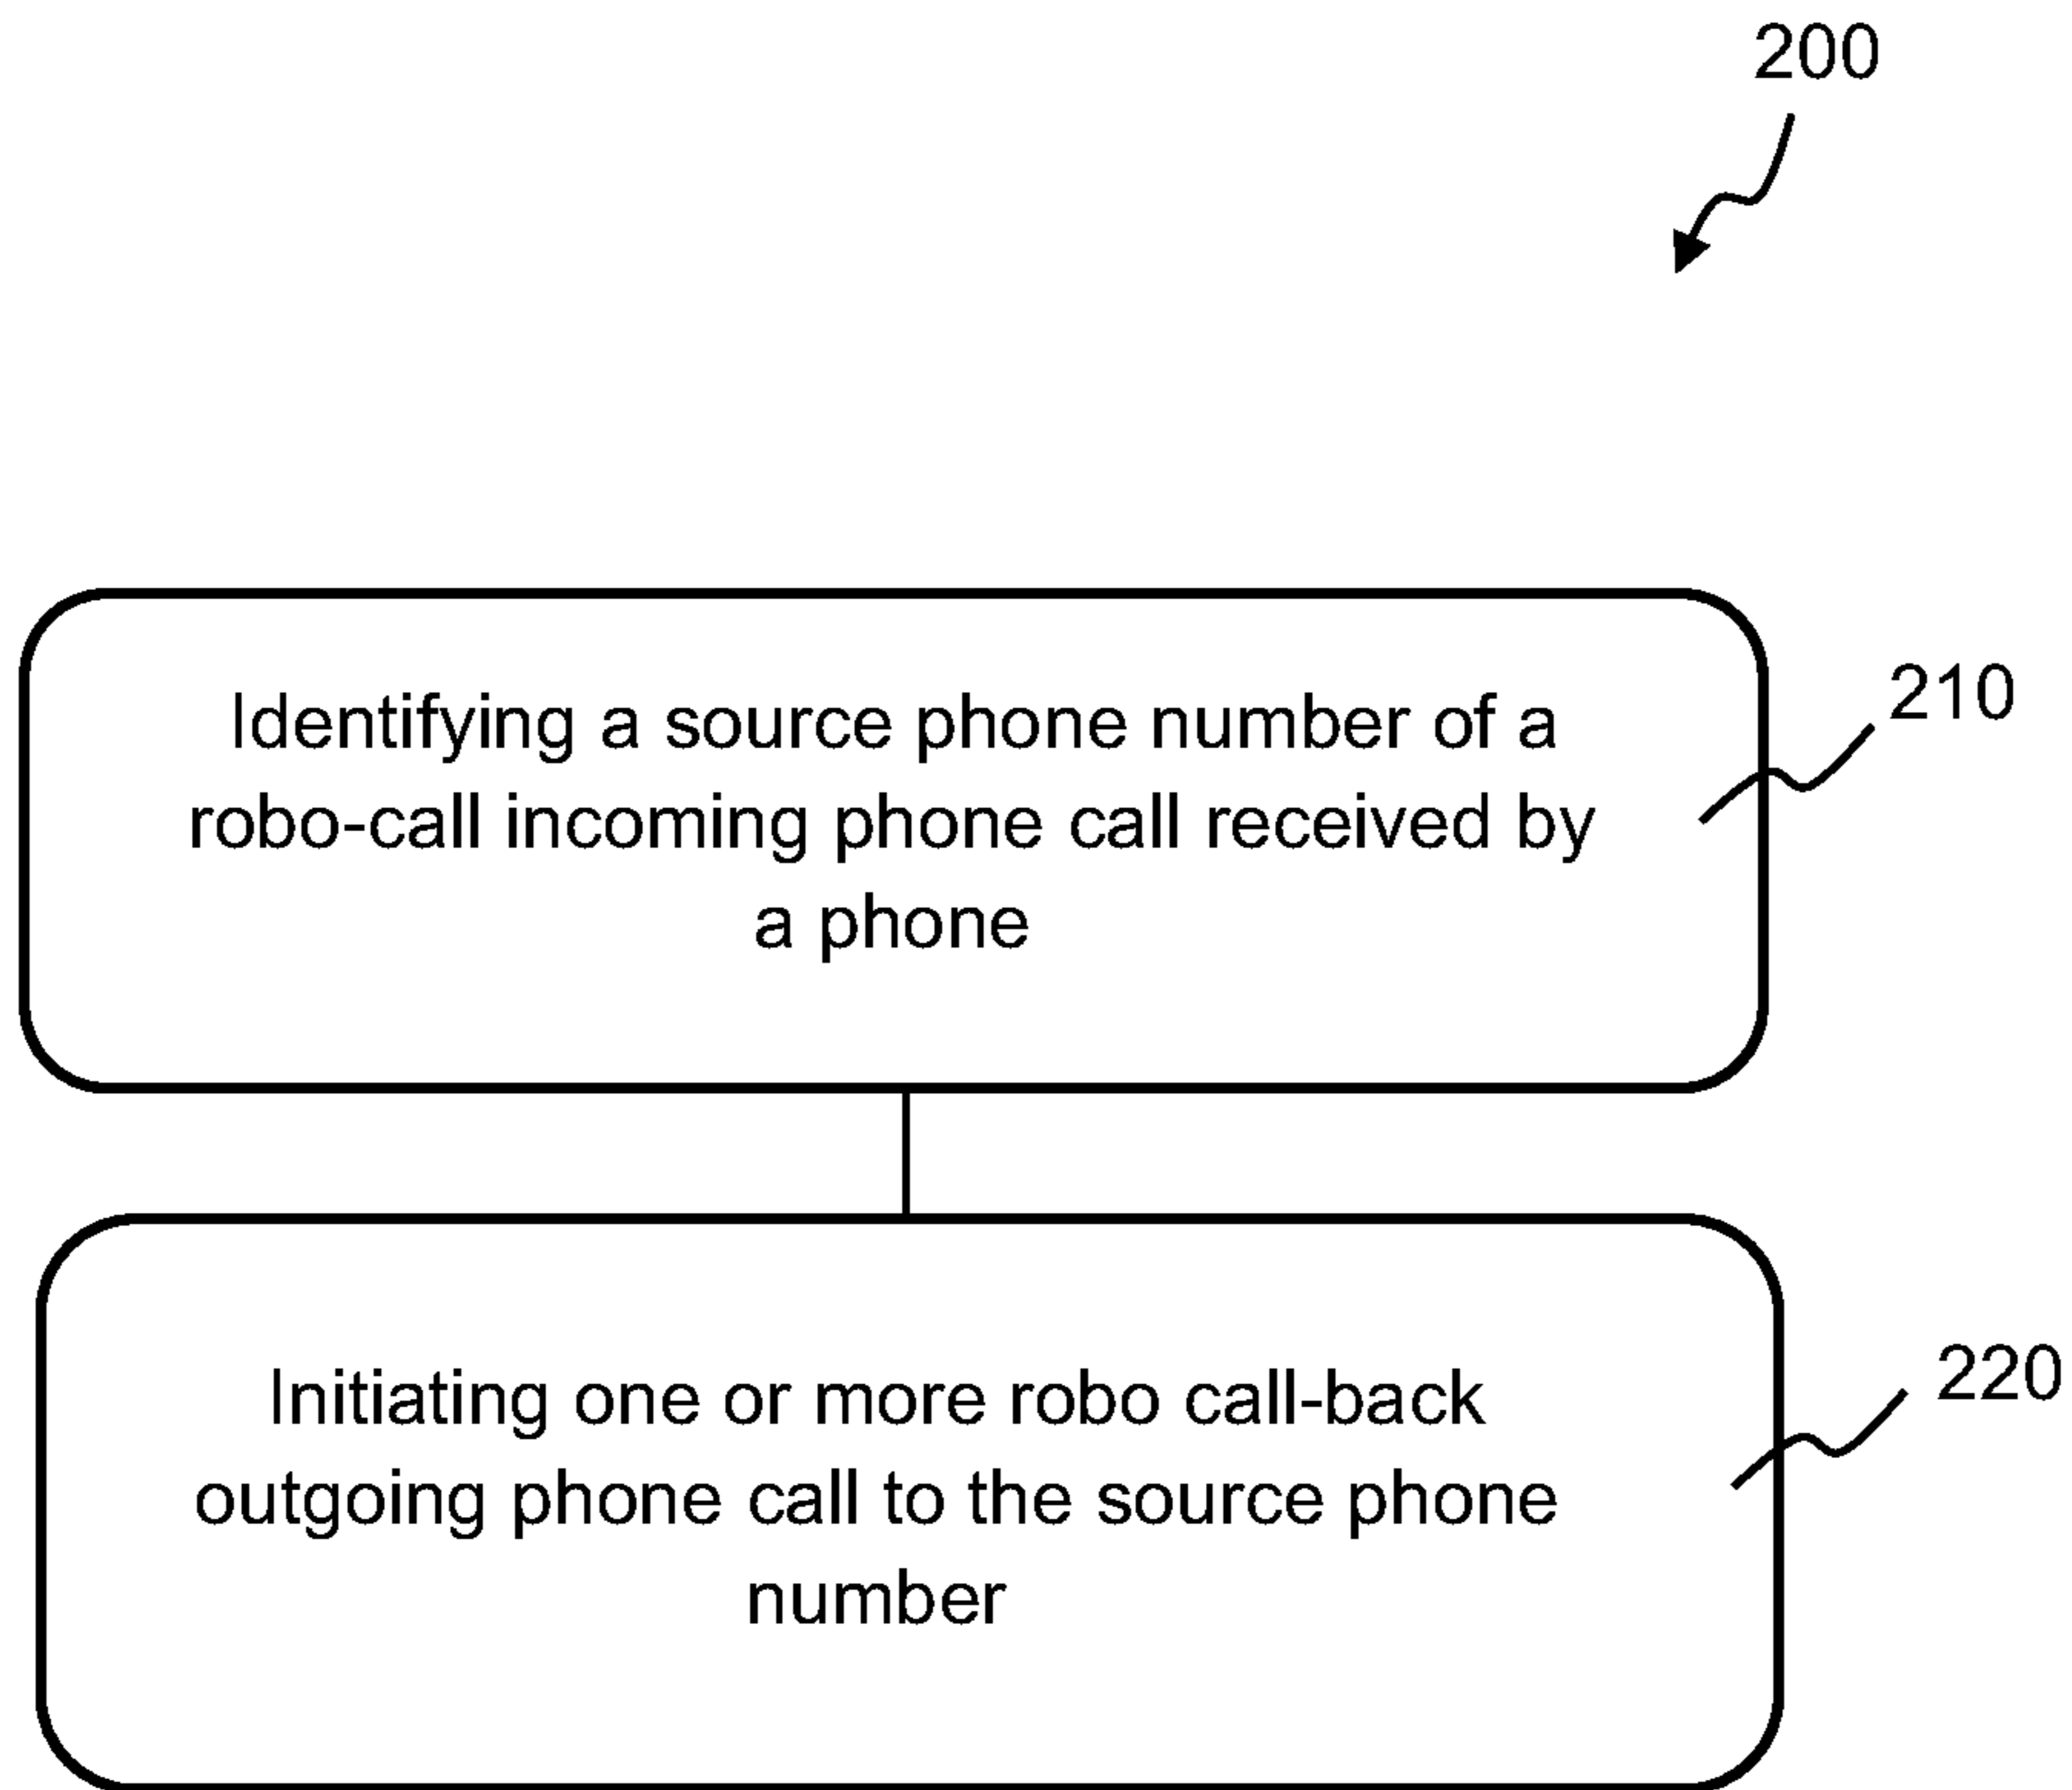 200
Identifying a source phone number of a
robo-call incoming phone call received by
a phone
210
Initiating one or more robo call-back
outgoing phone call to the source phone
number
220